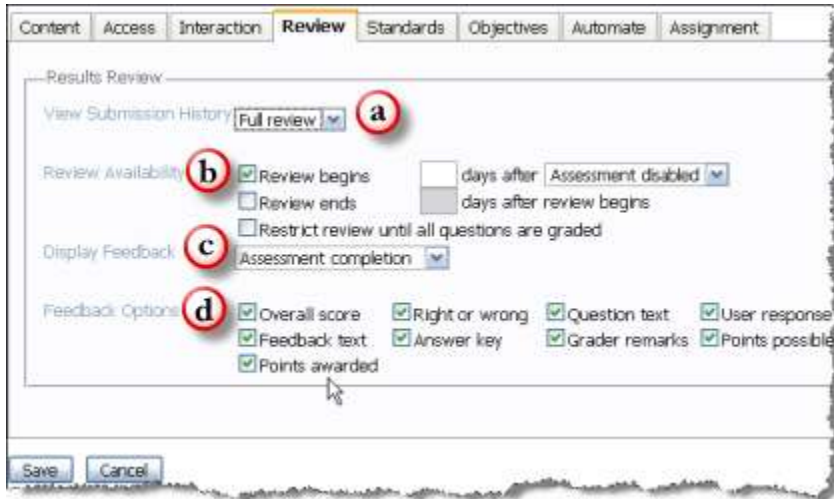 Content Access Interaction Review Standards Objectives Automate Assignment
Results Review
View Submission History Full review a
Review Availability b Review begins days after Assessment disabled
Review ends days after review begins
Restrict review until all questions are graded
Display Feedback c Assessment completion
Feedback Options d Overall score Right or wrong Question text User response
Feedback text Answer key Grader remarks Points possible
Points awarded
Save Cancel